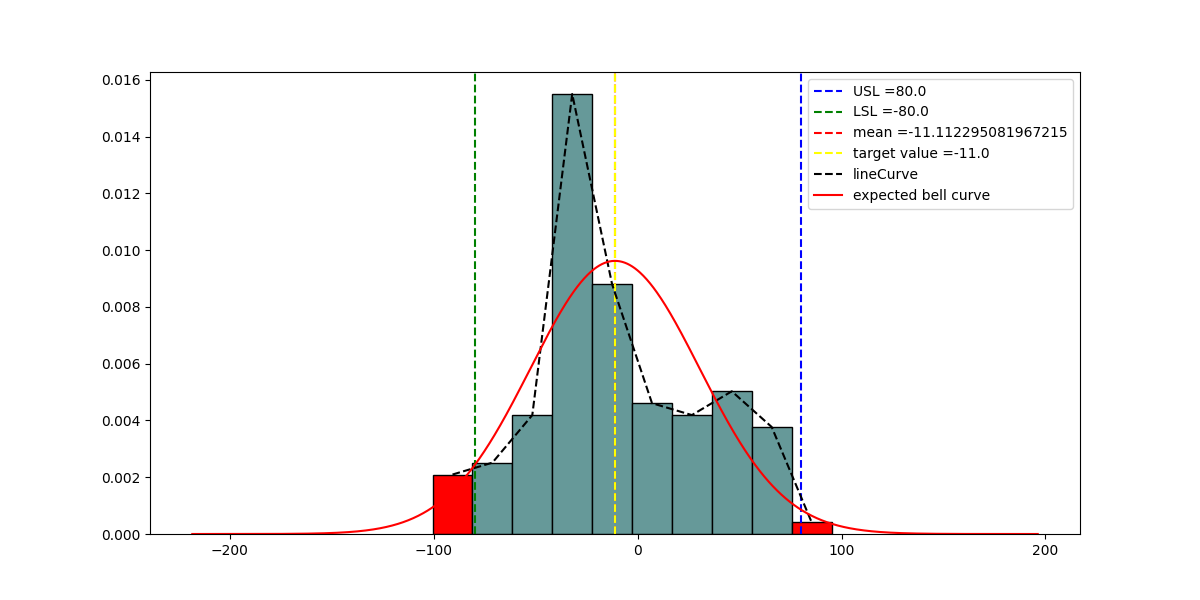 0.016
0.014
0.012
0.010
0.008
0.006
0.004
0.002
0.000
−200
−100
0
100
200
USL =80.0
LSL =-80.0
mean =-11.112295081967215
target value =-11.0
lineCurve
expected bell curve